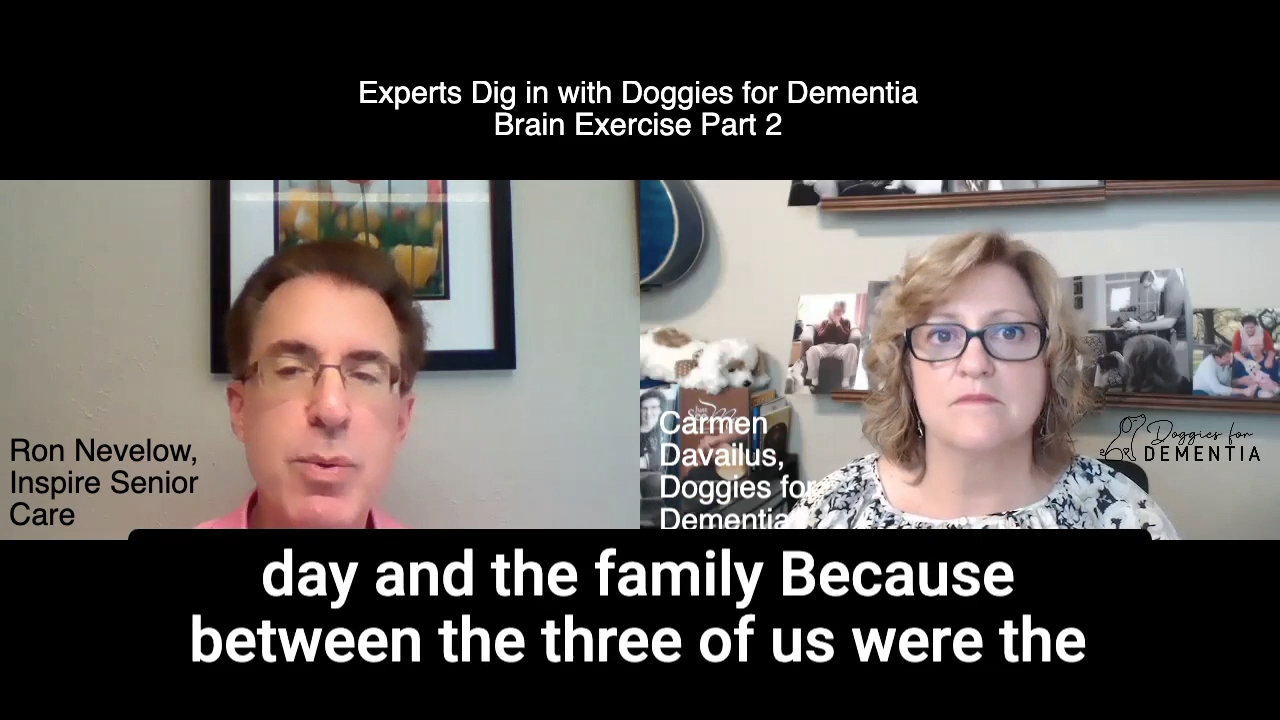 Experts Dig in with Doggies for Dementia
Brain Exercise Part 2
Ron Nevelow,
Inspire Senior
Care
Carmen
Davailus,
Doggies for
Dementia
Doggies for
DEMENTIA
day and the family Because
between the three of us were the